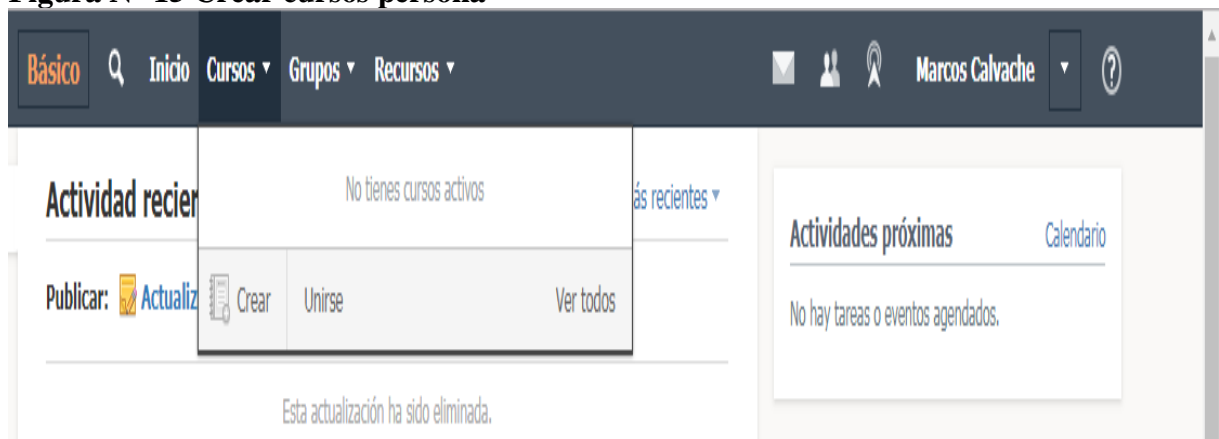 Básico Inicio Cursos Grupos Recursos Marcos Calvache
No tienes cursos activos
Actividad recien
ás recientes
Publicar: Actualiz
Crear Unirse Ver todos
Esta actualización ha sido eliminada.
Actividades próximas Calendario
No hay tareas o eventos agendados.